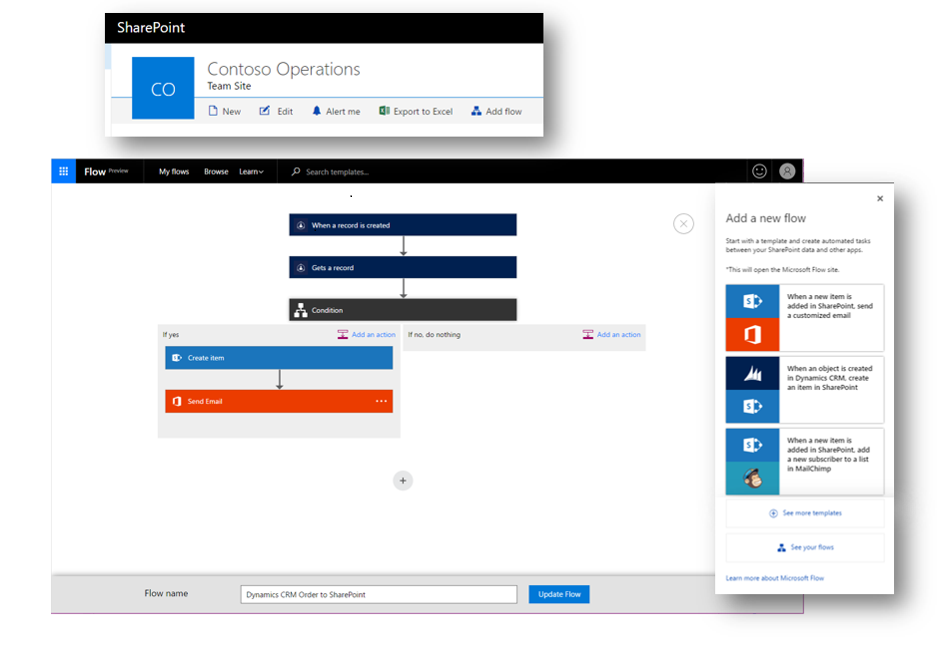 SharePoint
CO
Contoso Operations
Team Site
New Edit Alert me Export to Excel Add flow
Flow Preview My flows Browse Learn Search templates...
When a record is created
Gets a record
Condition
If yes Add an action
If no, do nothing Add an action
Create item
Send Email
Flow name Dynamics CRM Order to SharePoint Update Flow
Add a new flow
Start with a template and create automated tasks
between your SharePoint data and other apps.
*This will open the Microsoft Flow site.
When a new item is
added in SharePoint, send
a customized email
When an object is created
in Dynamics CRM, create
an item in SharePoint
When a new item is
added in SharePoint, add
a new subscriber to a list
in MailChimp
See more templates
See your flows
Learn more about Microsoft Flow